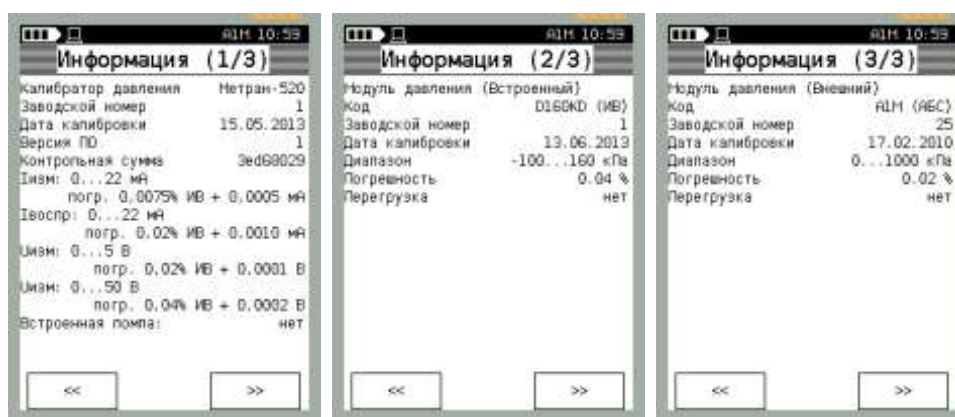 A1M 10:59
Информация (1/3)
Калибратор давления Метран-520
Заводской номер 1
Дата калибровки 15.05.2013
Версия ПО 1
Контрольная сумма 3ed68029
Iизм: 0...22 мА
погр. 0.0075% ИВ + 0.0005 мА
Iвоспр: 0...22 мА
погр. 0.02% ИВ + 0.0010 мА
Uизм: 0...5 В
погр. 0.02% ИВ + 0.0001 В
Uизм: 0...50 В
погр. 0.04% ИВ + 0.0002 В
Встроенная помпа: нет
<< >>
A1M 10:59
Информация (2/3)
Модуль давления (Встроенный)
Код D160KD (ИВ)
Заводской номер 1
Дата калибровки 13.06.2013
Диапазон -100...160 кПа
Погрешность 0.04 %
Перегрузка нет
<< >>
A1M 10:59
Информация (3/3)
Модуль давления (Внешний)
Код A1M (АБС)
Заводской номер 25
Дата калибровки 17.02.2010
Диапазон 0...1000 кПа
Погрешность 0.02 %
Перегрузка нет
<< >>